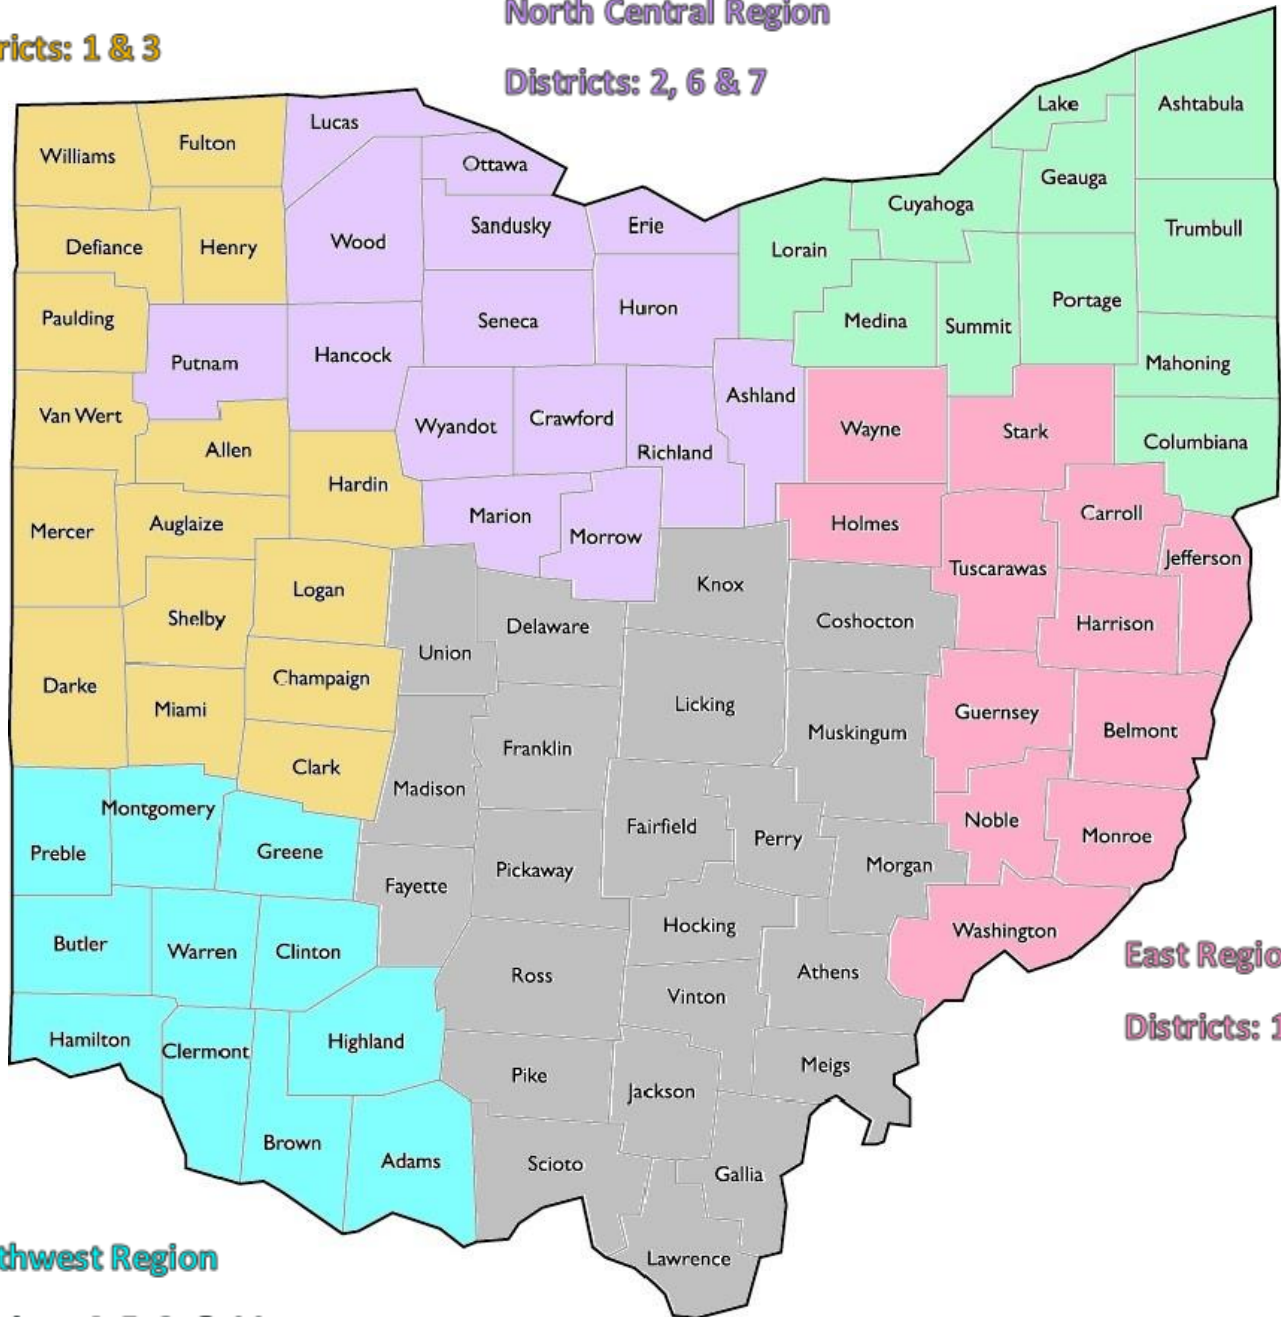 North Central Region
ricts: 1 & 3
Districts: 2, 6 & 7
Lake
Ashtabula
Lucas
Fulton
Williams
Ottawa
Geauga
Cuyahoga
Sandusky
Erie
Trumbull
Defiance
Henry
Wood
Lorain
Portage
Paulding
Seneca
Huron
Medina
Summit
Putnam
Hancock
Mahoning
Ashland
Van Wert
Wyandot
Crawford
Wayne
Stark
Columbiana
Allen
Richland
Hardin
Mercer
Auglaize
Marion
Morrow
Holmes
Carroll
Jefferson
Tuscarawas
Logan
Knox
Shelby
Delaware
Coshocton
Harrison
Union
Darke
Champaign
Miami
Licking
Guernsey
Franklin
Muskingum
Belmont
Clark
Madison
Montgomery
Preble
Greene
Fairfield
Perry
Noble
Monroe
Pickaway
Morgan
Fayette
Butler
Warren
Clinton
Hocking
Washington
East Regio
Ross
Athens
Vinton
Districts: 1
Hamilton
Clermont
Highland
Pike
Jackson
Meigs
Brown
Adams
Scioto
Gallia
thwest Region
Lawrence